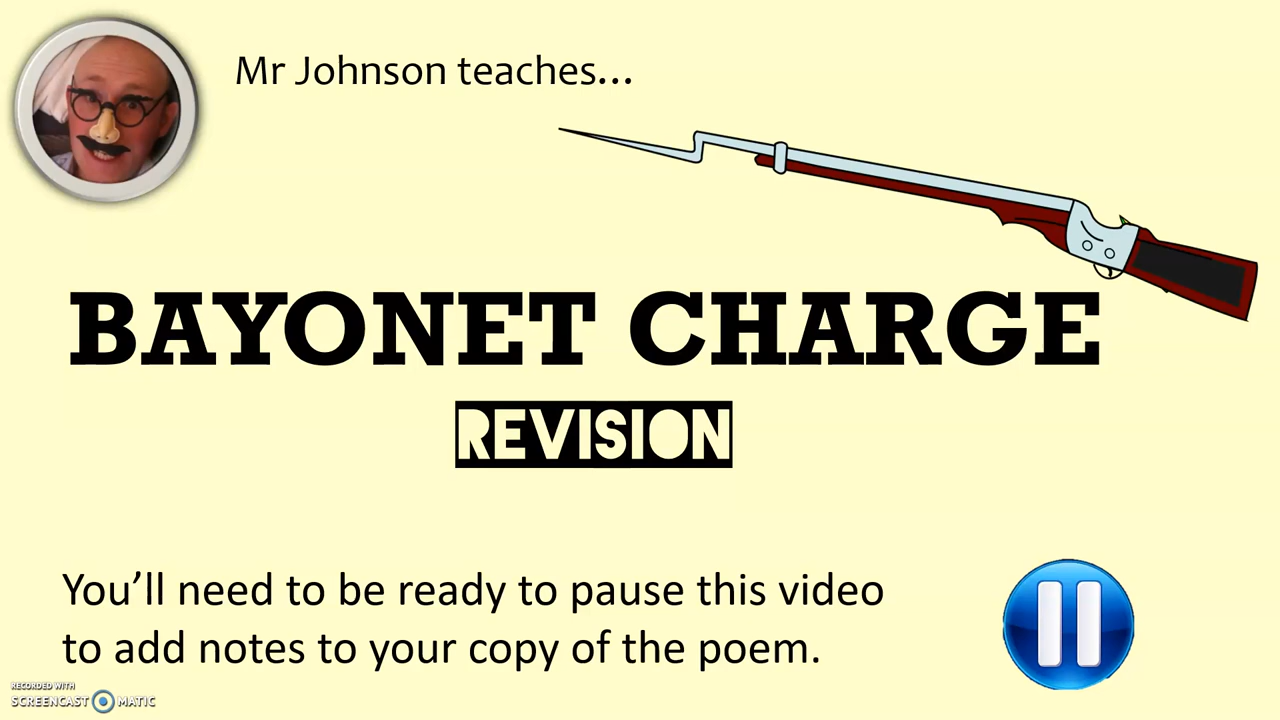 Mr Johnson teaches…
BAYONET CHARGE
REVISION
You’ll need to be ready to pause this video
to add notes to your copy of the poem.
RECORDED WITH
SCREENCAST MATIC